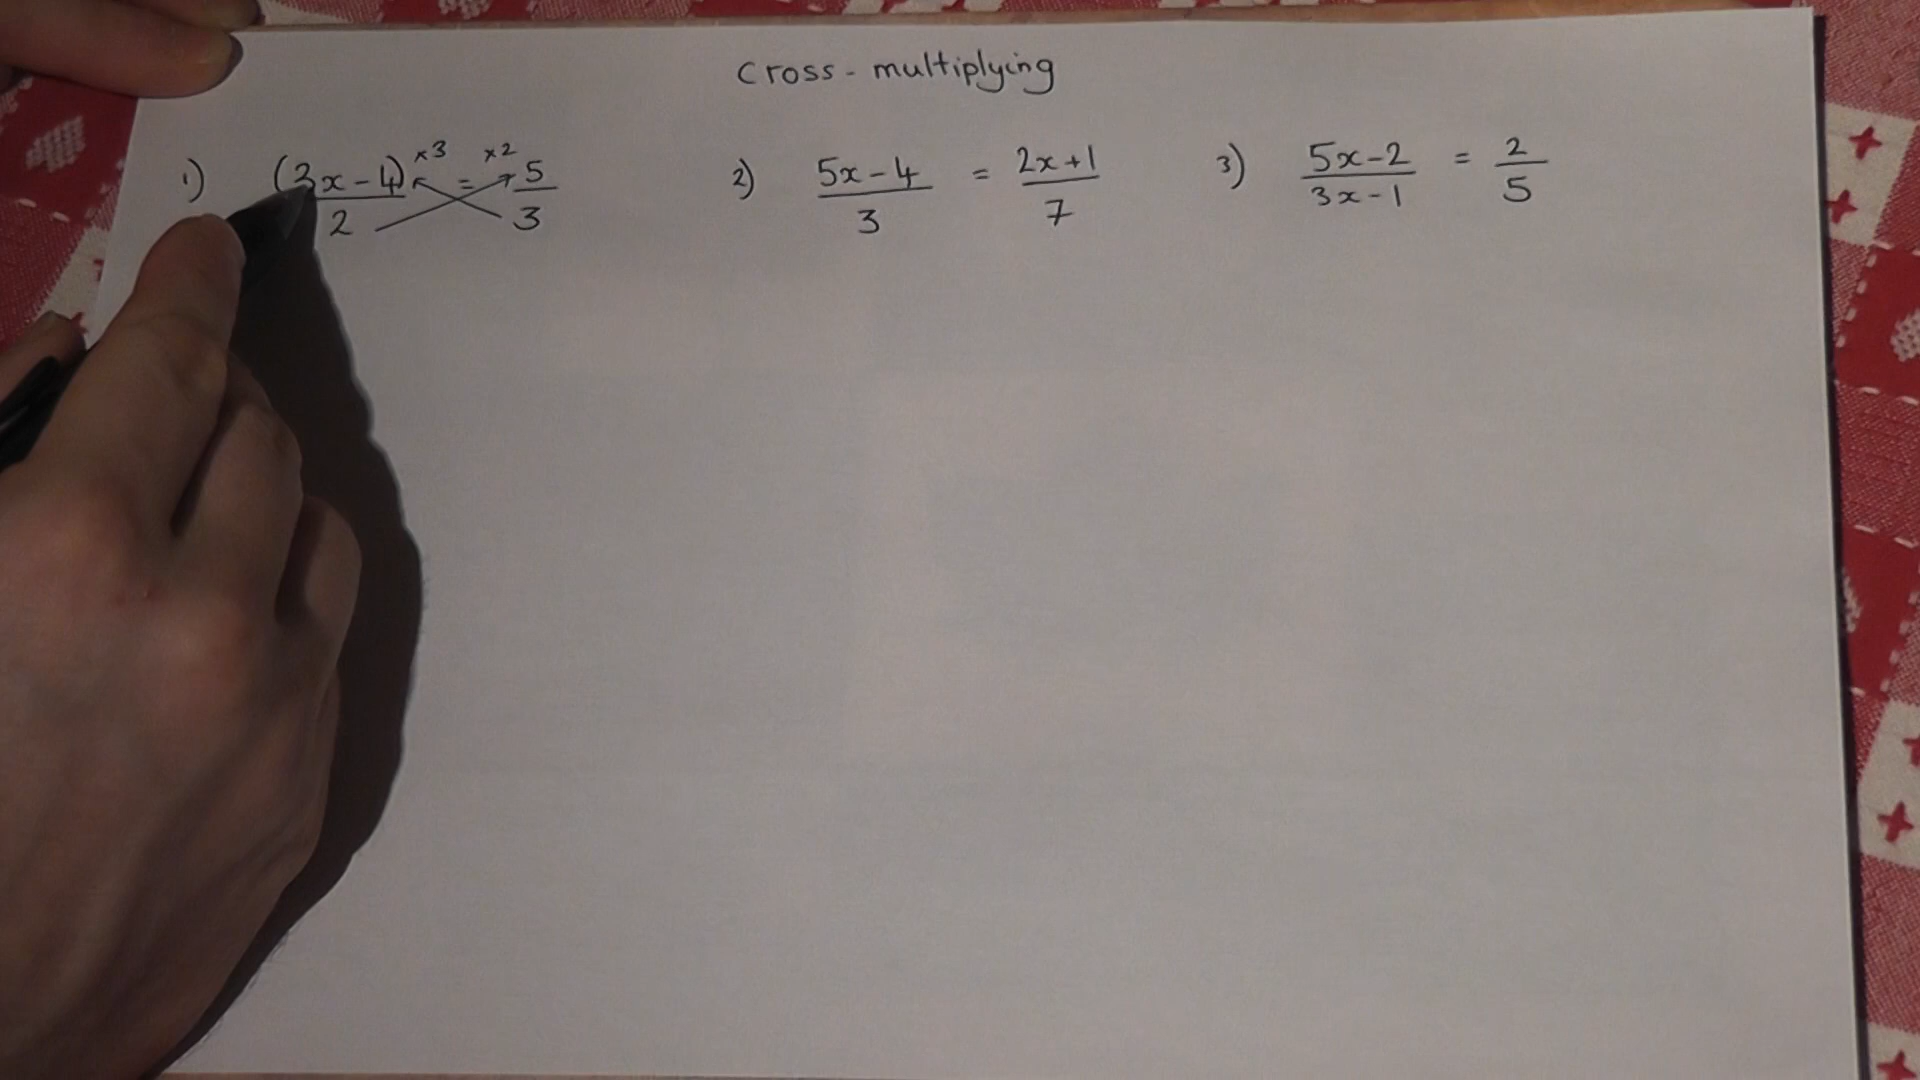 Cross-multiplying
1) (3x-4)/2 ×3 = ×2 5/3
2) 5x-4/3 = 2x+1/7
3) 5x-2/3x-1 = 2/5